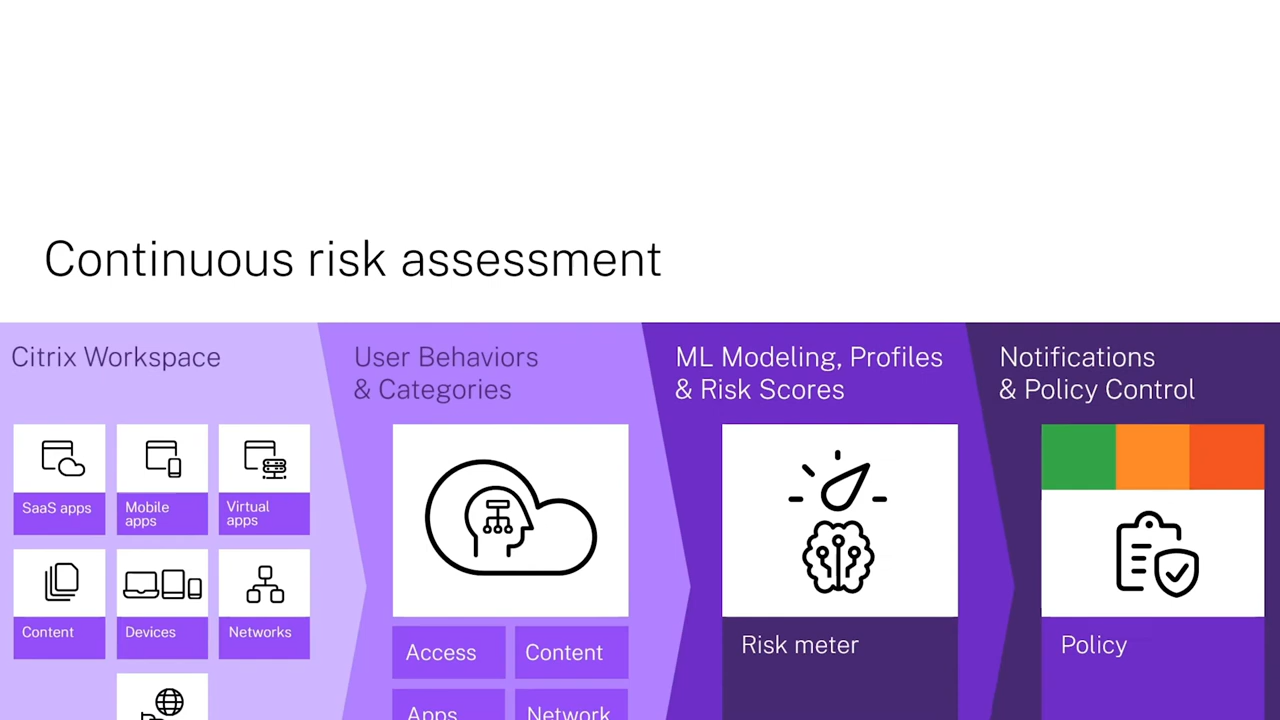 Continuous risk assessment
Citrix Workspace
SaaS apps
Mobile
apps
Virtual
apps
Content
Devices
Networks
User Behaviors
& Categories
Access
Content
Apps
Network
ML Modeling, Profiles
& Risk Scores
Risk meter
Notifications
& Policy Control
Policy